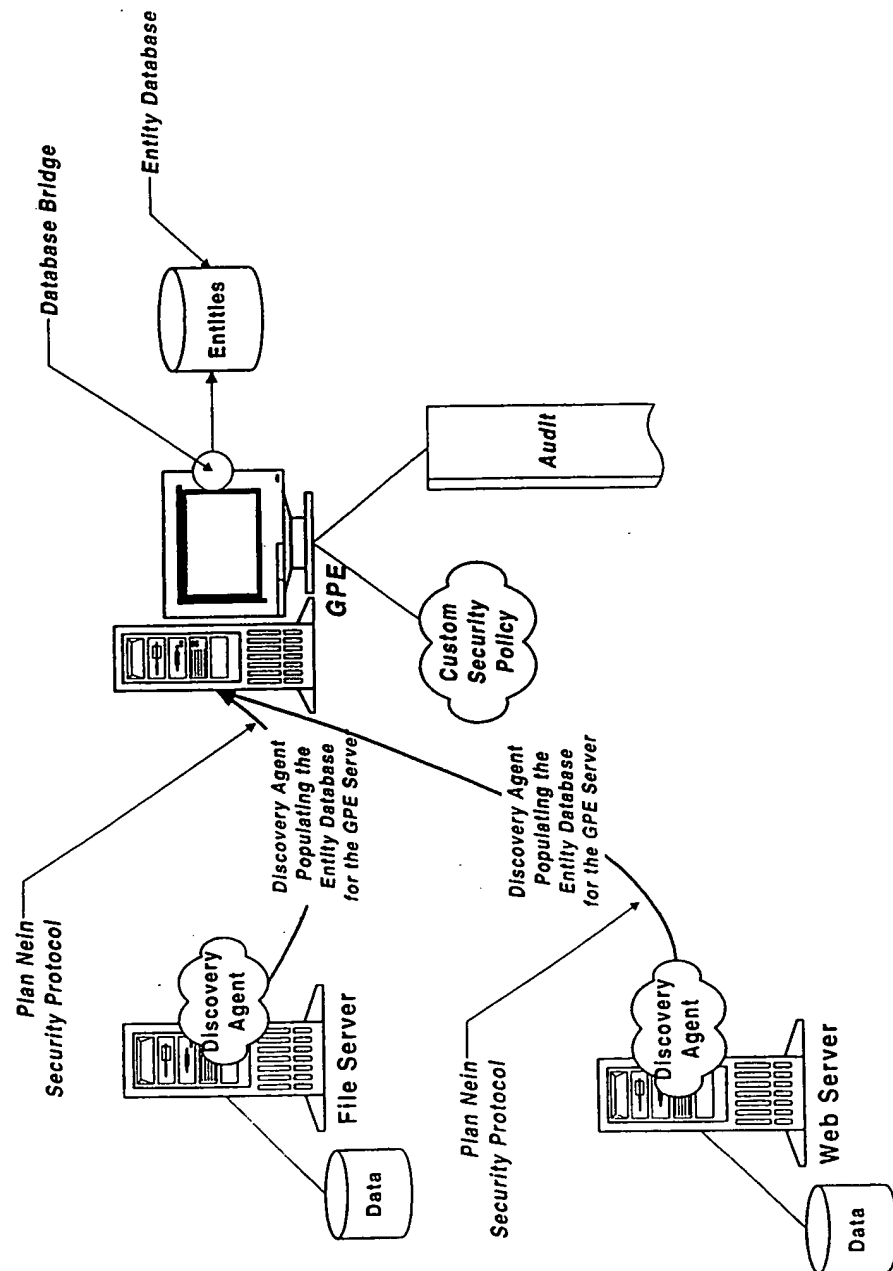 Plan Nein
Security Protocol
Discovery
Agent
File Server
Data
Discovery Agent
Populating the
Entity Database
for the GPE Server
GPE
Database Bridge
Entity Database
Entities
Plan Nein
Security Protocol
Discovery
Agent
Web Server
Data
Discovery Agent
Populating the
Entity Database
for the GPE Server
Custom
Security
Policy
Audit